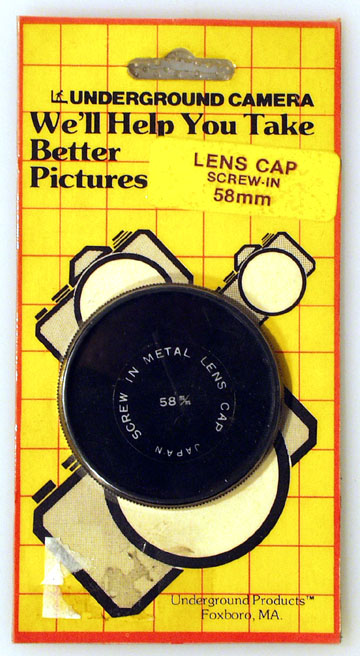 UNDERGROUND CAMERA
We'll Help You Take
Better
Pictures
LENS CAP
SCREW-IN
58mm
SCREW IN METAL LENS CAP
58 m/m
JAPAN
Underground Products™
Foxboro, MA.